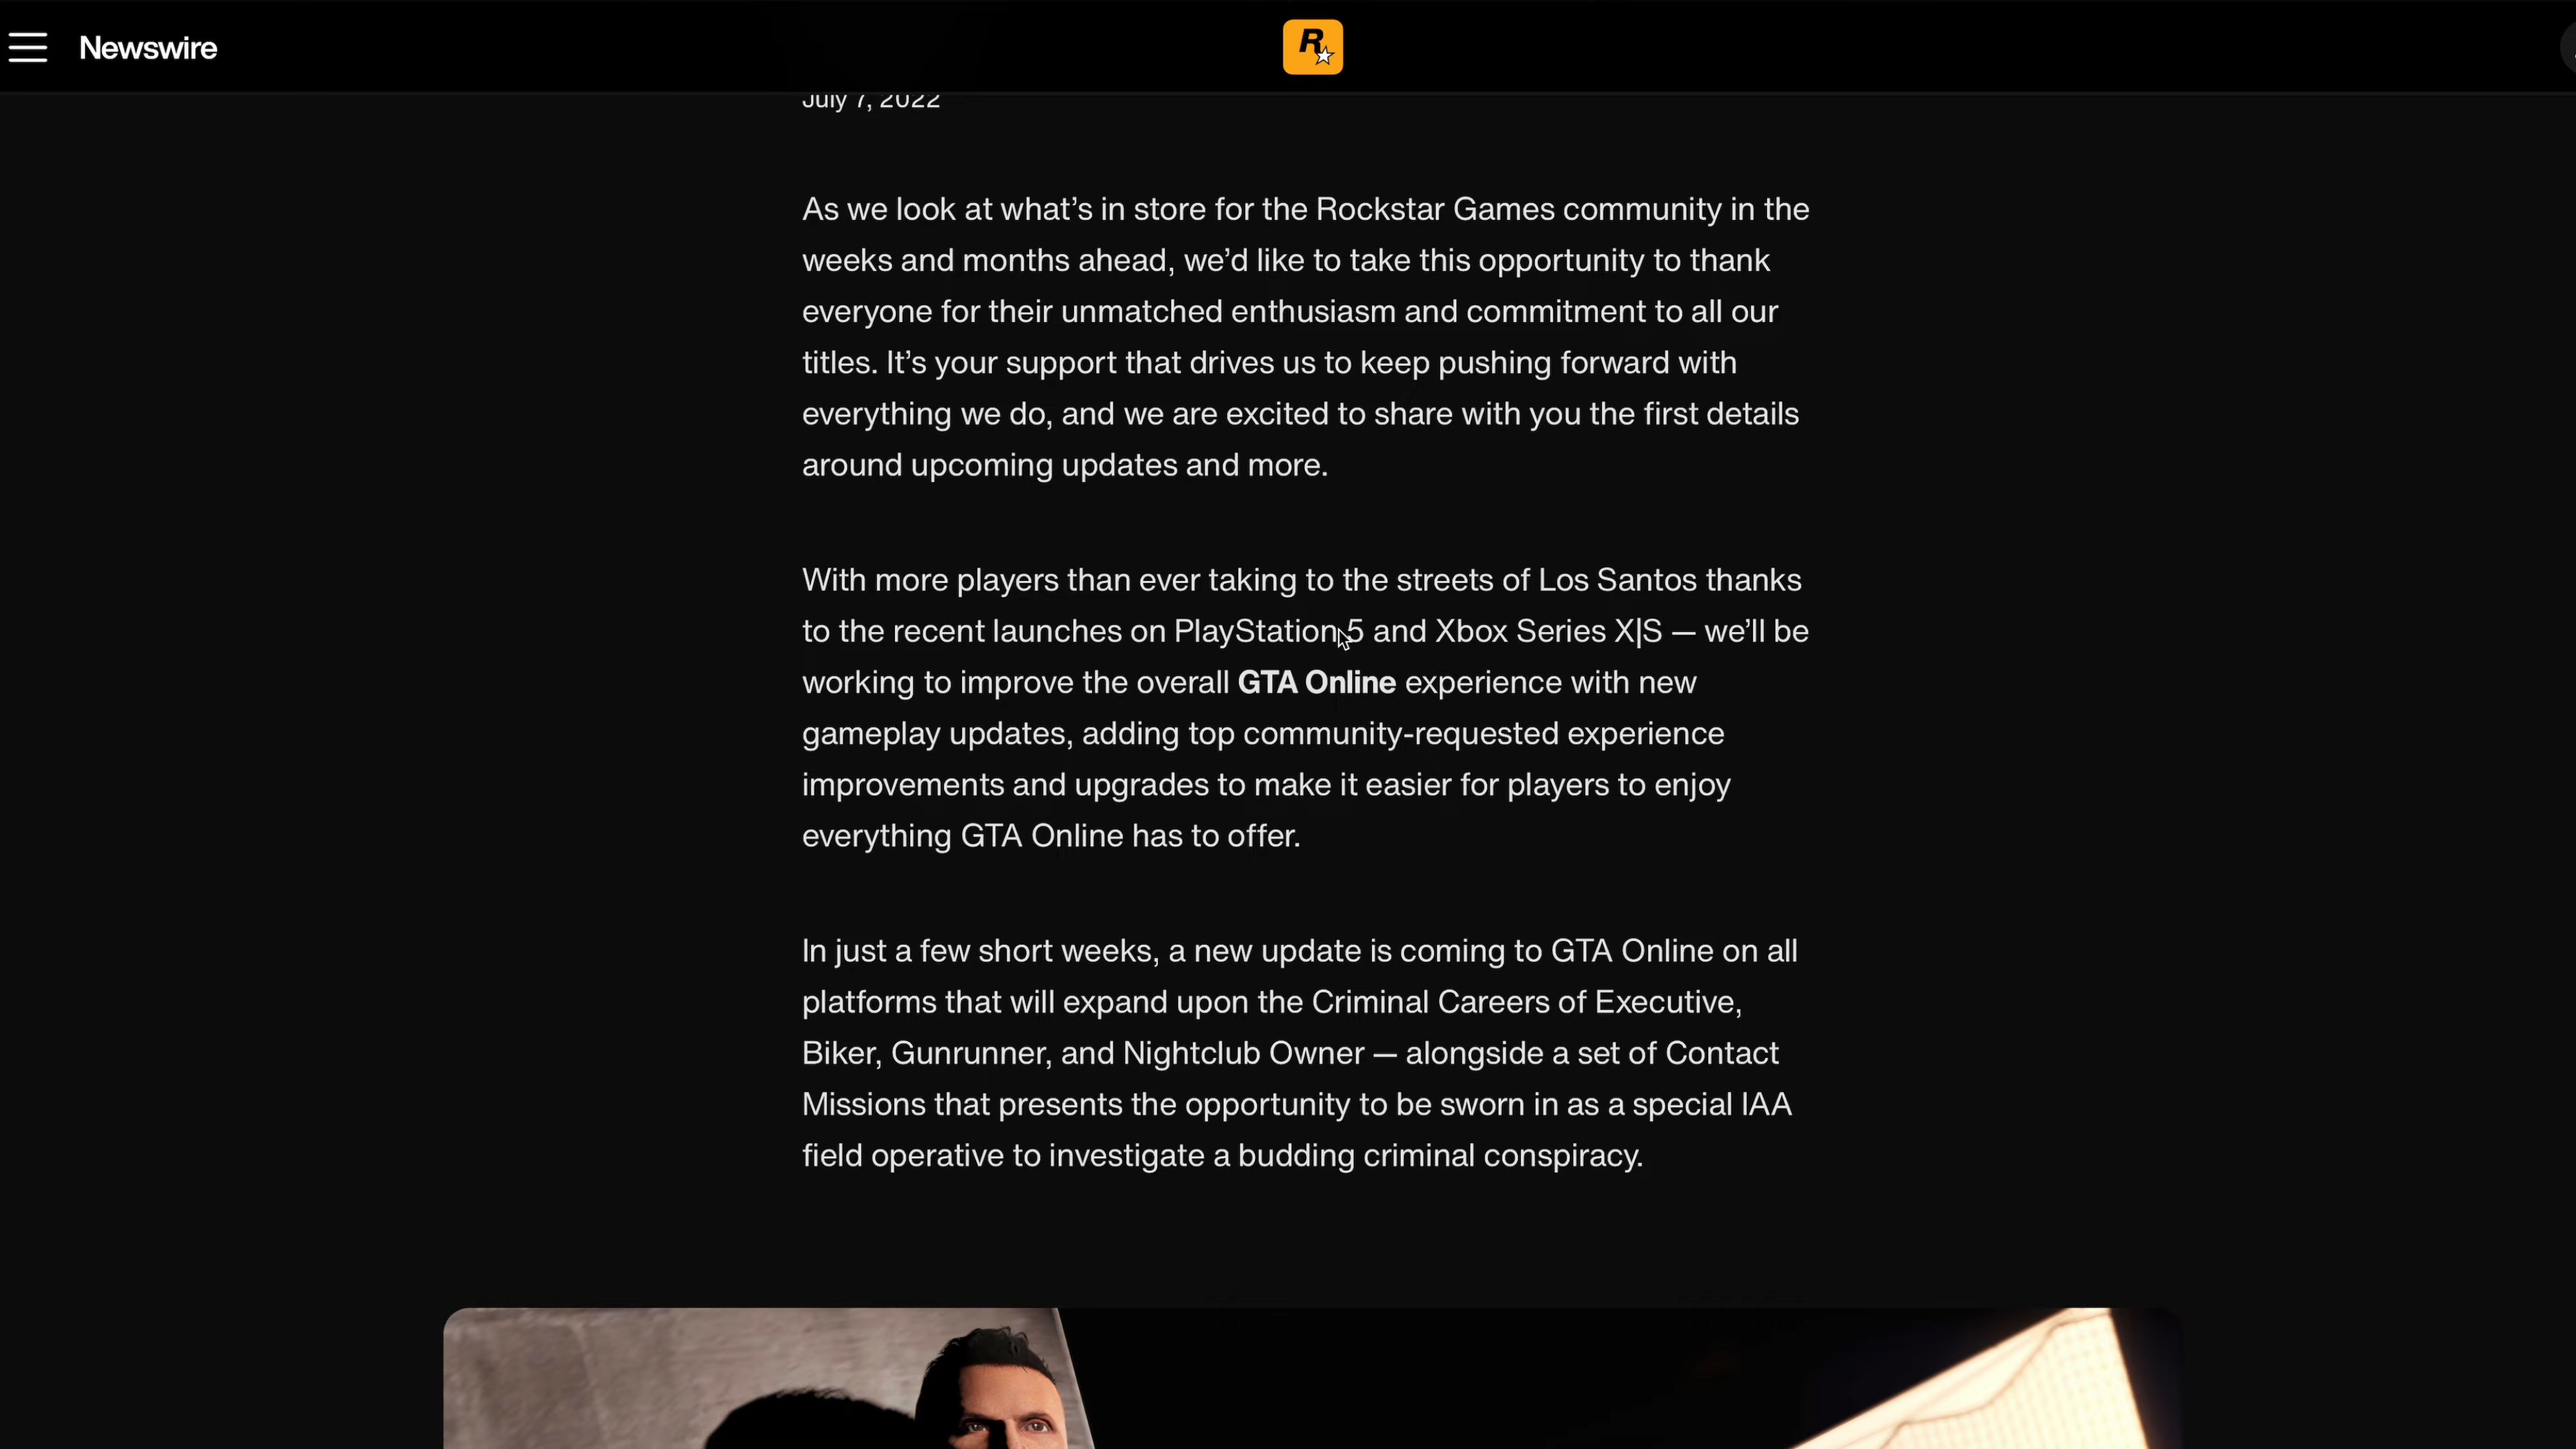 Newswire
R
July 7, 2022
As we look at what’s in store for the Rockstar Games community in the
weeks and months ahead, we’d like to take this opportunity to thank
everyone for their unmatched enthusiasm and commitment to all our
titles. It’s your support that drives us to keep pushing forward with
everything we do, and we are excited to share with you the first details
around upcoming updates and more.
With more players than ever taking to the streets of Los Santos thanks
to the recent launches on PlayStation 5 and Xbox Series X|S — we’ll be
working to improve the overall GTA Online experience with new
gameplay updates, adding top community-requested experience
improvements and upgrades to make it easier for players to enjoy
everything GTA Online has to offer.
In just a few short weeks, a new update is coming to GTA Online on all
platforms that will expand upon the Criminal Careers of Executive,
Biker, Gunrunner, and Nightclub Owner — alongside a set of Contact
Missions that presents the opportunity to be sworn in as a special IAA
field operative to investigate a budding criminal conspiracy.